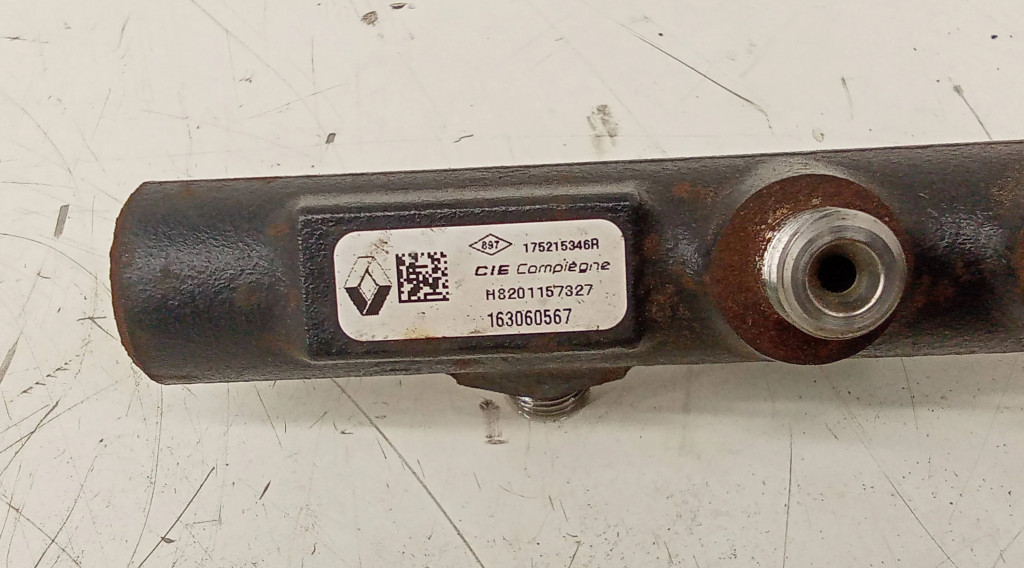 897 175215346R
CIE Compiègne
H8201157327
163060567